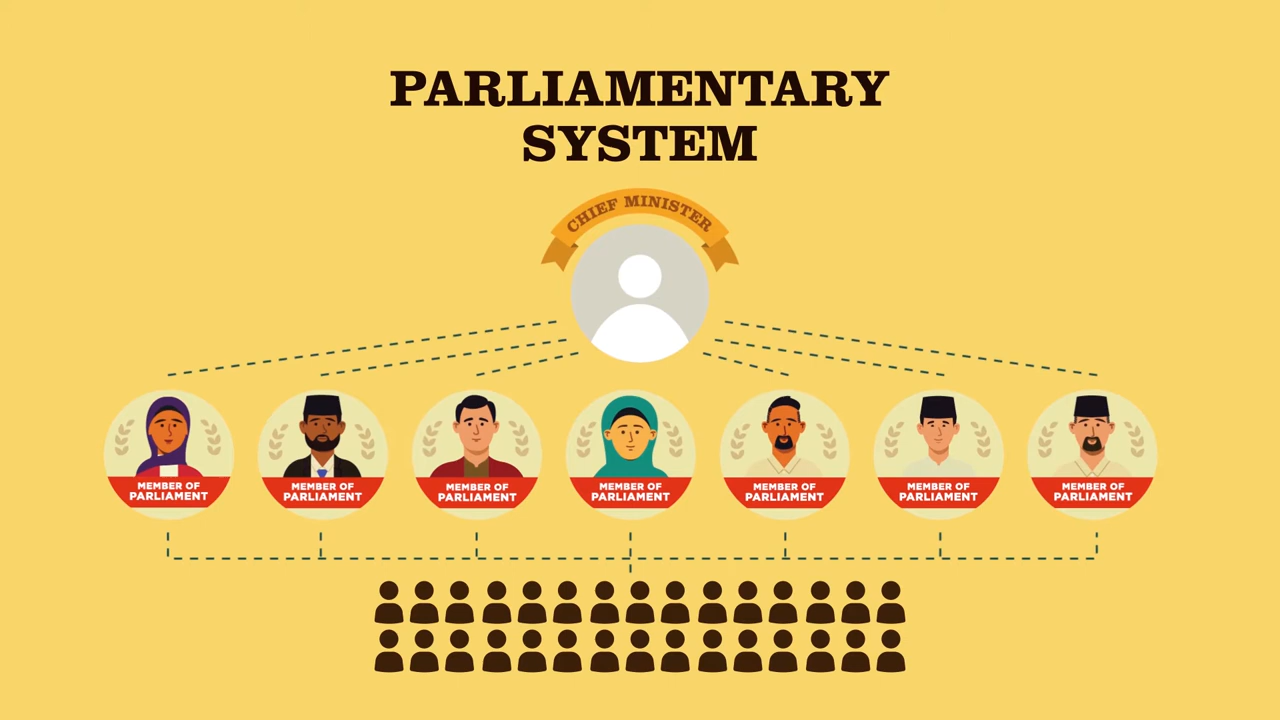 PARLIAMENTARY
SYSTEM
CHIEF MINISTER
MEMBER OF
PARLIAMENT
MEMBER OF
PARLIAMENT
MEMBER OF
PARLIAMENT
MEMBER OF
PARLIAMENT
MEMBER OF
PARLIAMENT
MEMBER OF
PARLIAMENT
MEMBER OF
PARLIAMENT